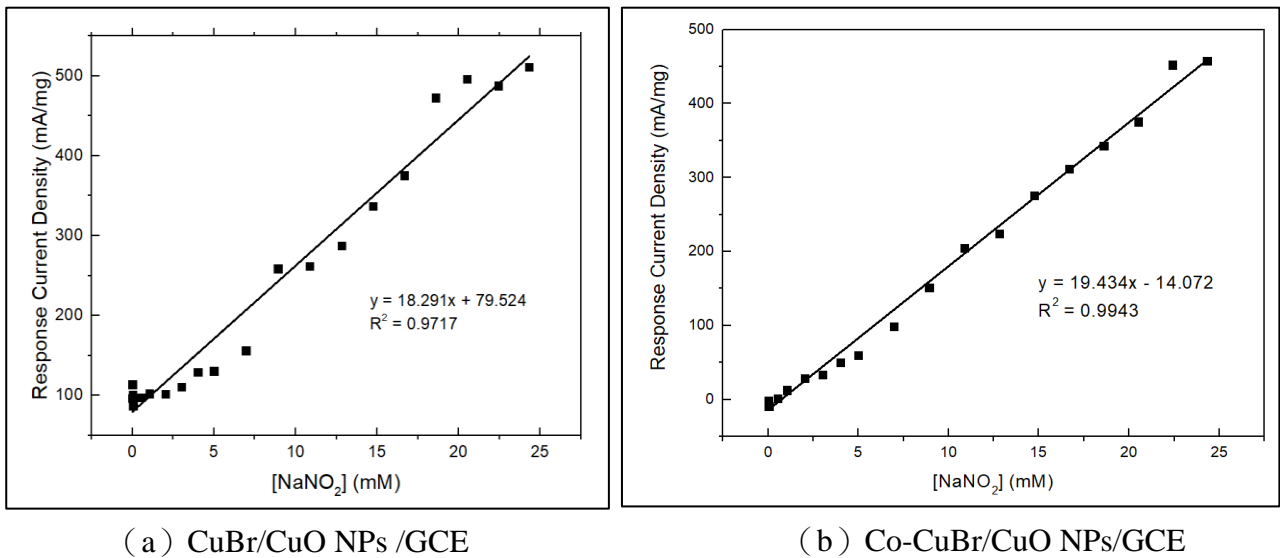 500
400
300
200
100
Response Current Density (mA/mg)
y = 18.291x + 79.524
R² = 0.9717
0 5 10 15 20 25
[NaNO₂] (mM)
(a) CuBr/CuO NPs /GCE
500
400
300
200
100
0
Response Current Density (mA/mg)
y = 19.434x - 14.072
R² = 0.9943
0 5 10 15 20 25
[NaNO₂] (mM)
(b) Co-CuBr/CuO NPs/GCE